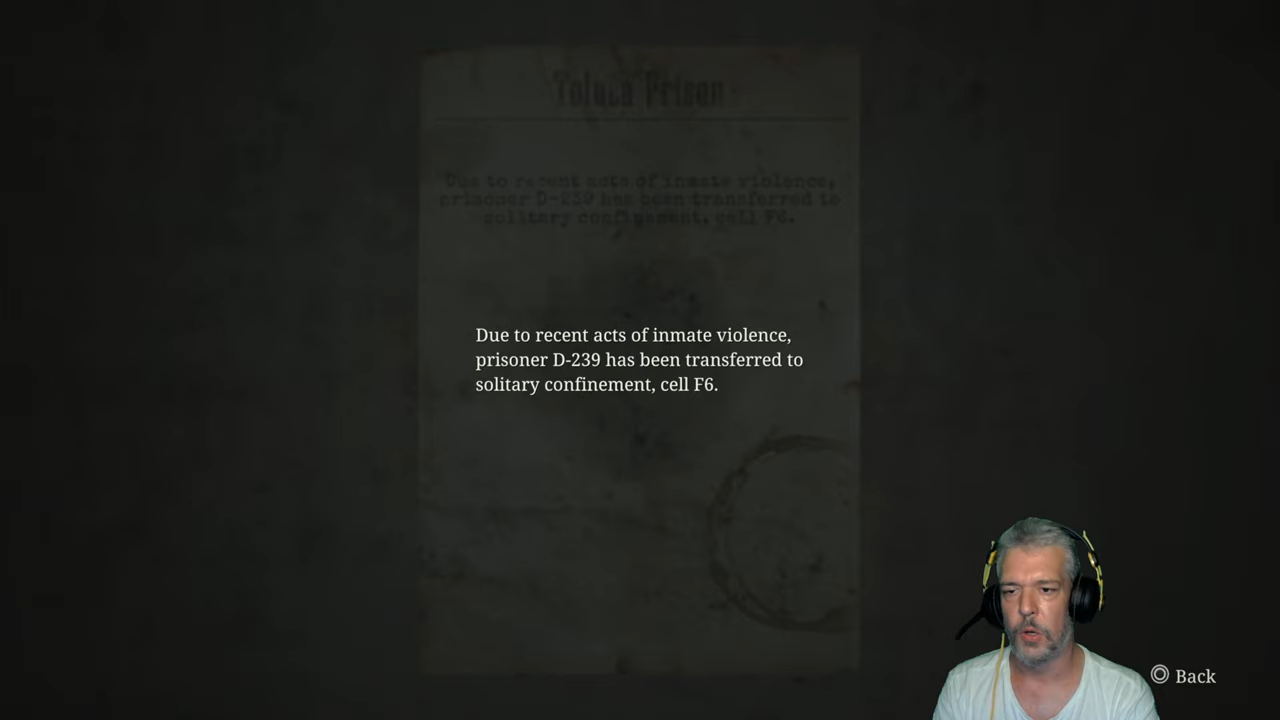 Toluca Prison
Due to recent acts of inmate violence,
prisoner D-239 has been transferred to
solitary confinement, cell F6.
Due to recent acts of inmate violence,
prisoner D-239 has been transferred to
solitary confinement, cell F6.
Back